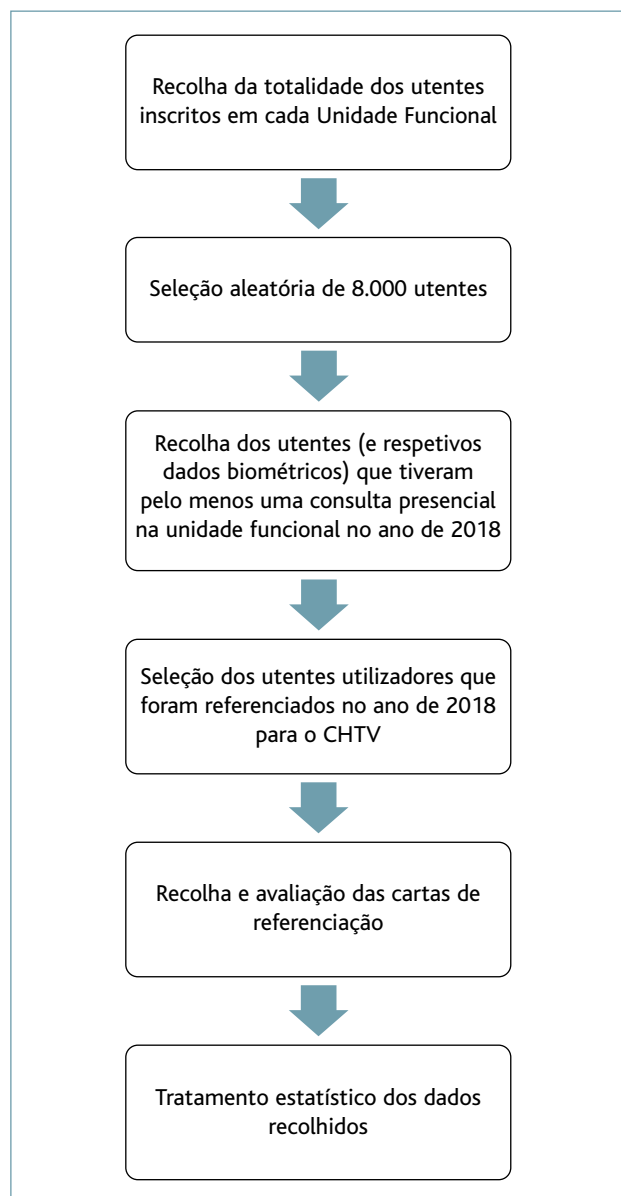 Recolha da totalidade dos utentes
inscritos em cada Unidade Funcional
Seleção aleatória de 8.000 utentes
Recolha dos utentes (e respetivos
dados biométricos) que tiveram
pelo menos uma consulta presencial
na unidade funcional no ano de 2018
Seleção dos utentes utilizadores que
foram referenciados no ano de 2018
para o CHTV
Recolha e avaliação das cartas de
referenciação
Tratamento estatístico dos dados
recolhidos